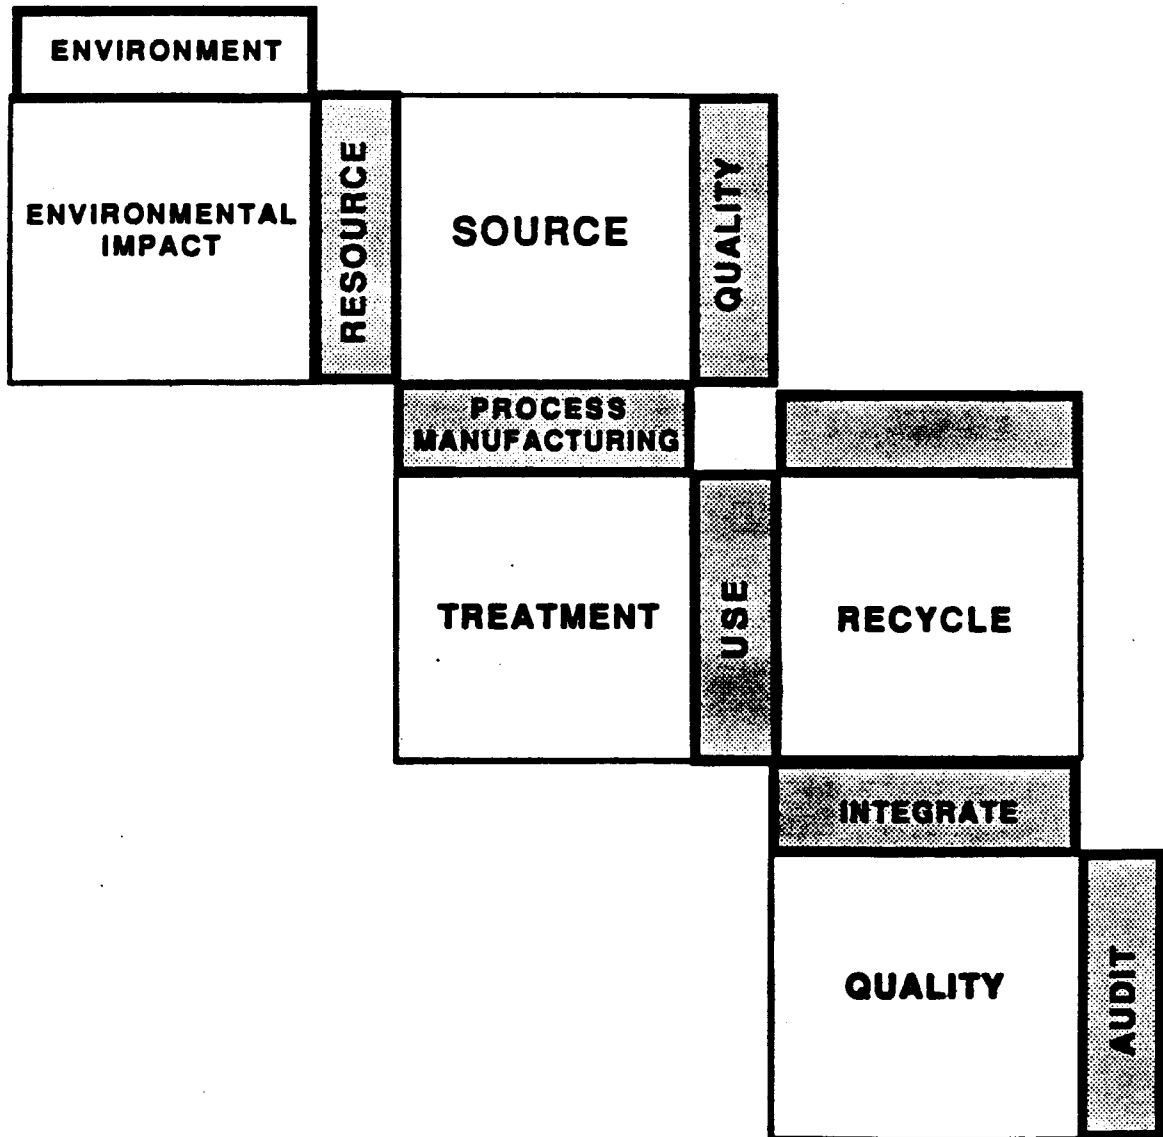 ENVIRONMENT
ENVIRONMENTAL
IMPACT
RESOURCE
SOURCE
QUALITY
PROCESS
MANUFACTURING
TREATMENT
USE
RECYCLE
INTEGRATE
QUALITY
AUDIT